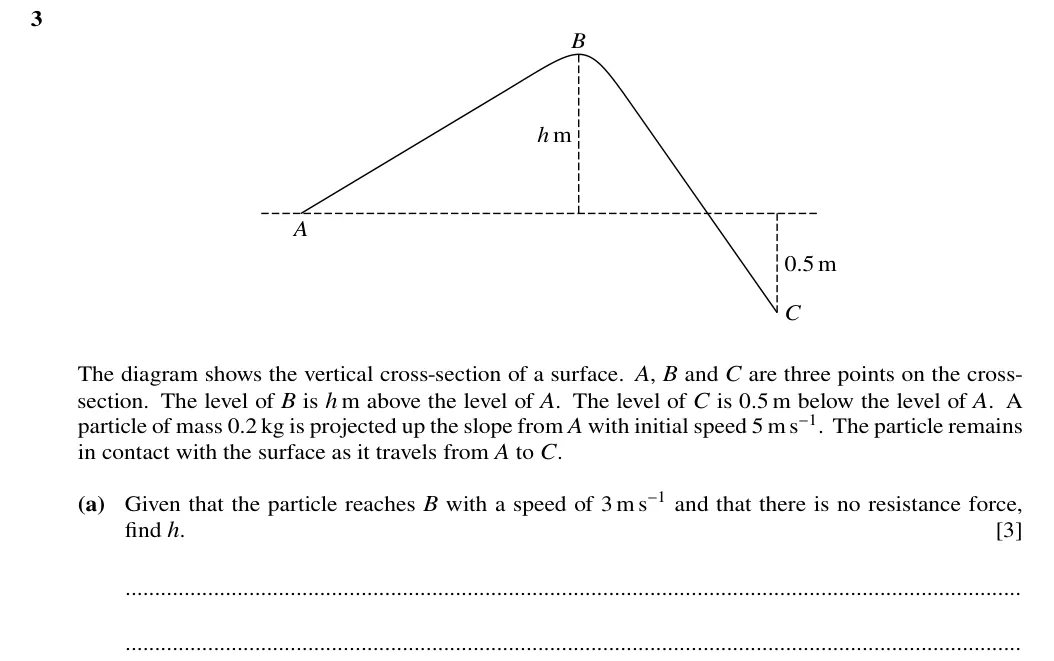 3
B
h m
A
0.5 m
C
The diagram shows the vertical cross-section of a surface. A, B and C are three points on the cross-
section. The level of B is h m above the level of A. The level of C is 0.5 m below the level of A. A
particle of mass 0.2 kg is projected up the slope from A with initial speed 5 m s⁻¹. The particle remains
in contact with the surface as it travels from A to C.
(a) Given that the particle reaches B with a speed of 3 m s⁻¹ and that there is no resistance force,
find h. [3]